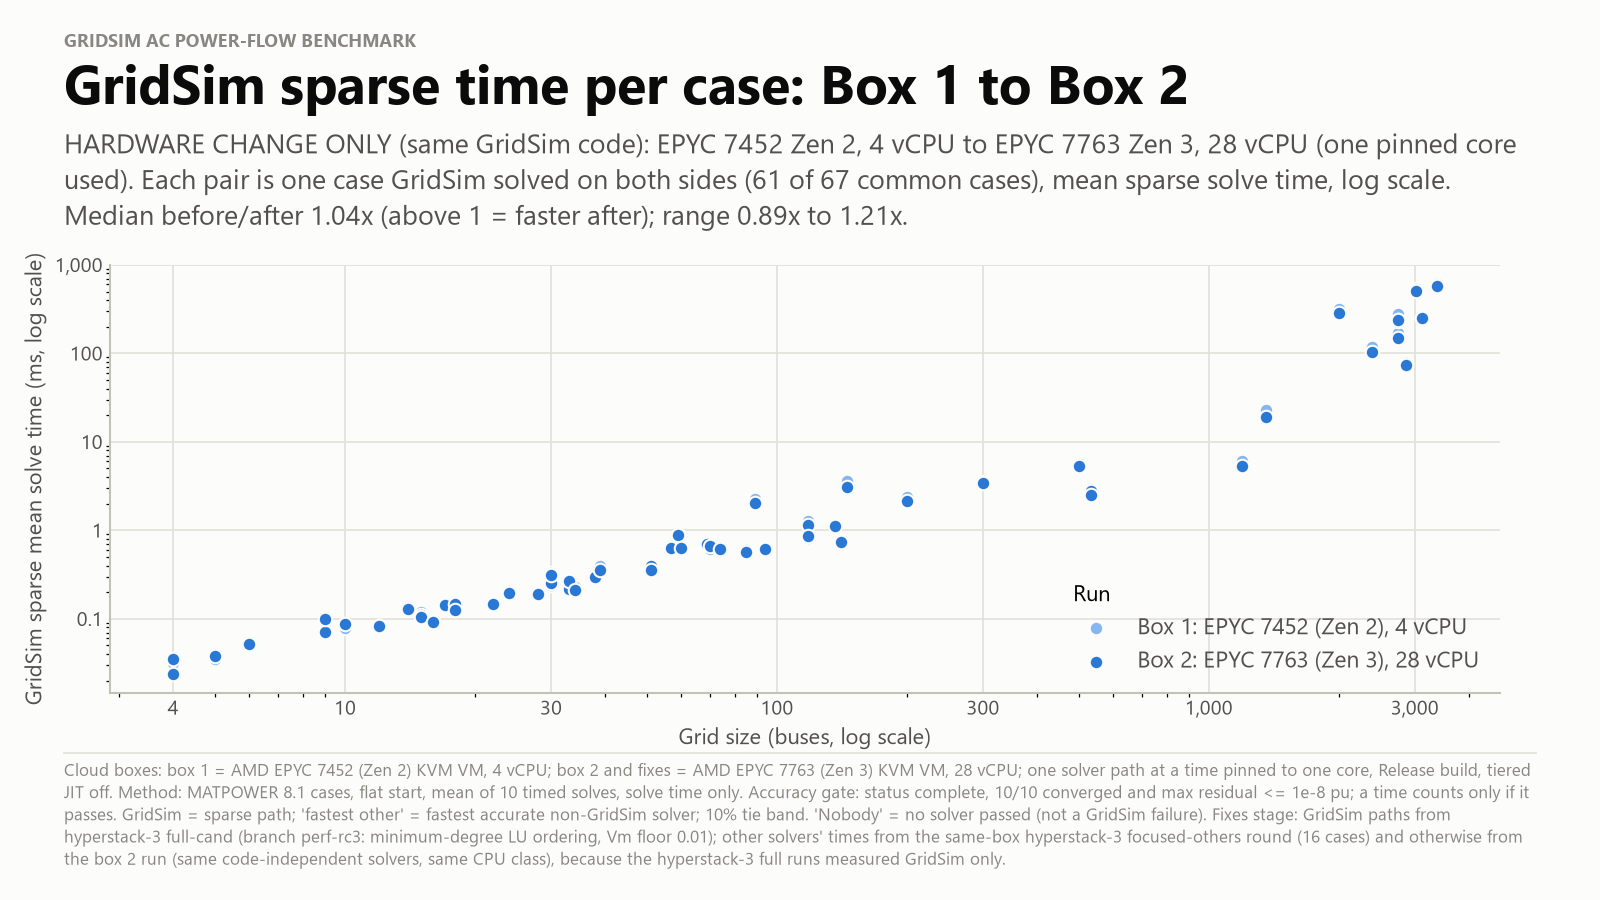 GRIDSIM AC POWER-FLOW BENCHMARK
GridSim sparse time per case: Box 1 to Box 2
HARDWARE CHANGE ONLY (same GridSim code): EPYC 7452 Zen 2, 4 vCPU to EPYC 7763 Zen 3, 28 vCPU (one pinned core
used). Each pair is one case GridSim solved on both sides (61 of 67 common cases), mean sparse solve time, log scale.
Median before/after 1.04x (above 1 = faster after); range 0.89x to 1.21x.
GridSim sparse mean solve time (ms, log scale)
1,000
100
10
1
0.1
Run
Box 1: EPYC 7452 (Zen 2), 4 vCPU
Box 2: EPYC 7763 (Zen 3), 28 vCPU
4 10 30 100 300 1,000 3,000
Grid size (buses, log scale)
Cloud boxes: box 1 = AMD EPYC 7452 (Zen 2) KVM VM, 4 vCPU; box 2 and fixes = AMD EPYC 7763 (Zen 3) KVM VM, 28 vCPU; one solver path at a time pinned to one core, Release build, tiered
JIT off. Method: MATPOWER 8.1 cases, flat start, mean of 10 timed solves, solve time only. Accuracy gate: status complete, 10/10 converged and max residual <= 1e-8 pu; a time counts only if it
passes. GridSim = sparse path; 'fastest other' = fastest accurate non-GridSim solver; 10% tie band. 'Nobody' = no solver passed (not a GridSim failure). Fixes stage: GridSim paths from
hyperstack-3 full-cand (branch perf-rc3: minimum-degree LU ordering, Vm floor 0.01); other solvers' times from the same-box hyperstack-3 focused-others round (16 cases) and otherwise from
the box 2 run (same code-independent solvers, same CPU class), because the hyperstack-3 full runs measured GridSim only.